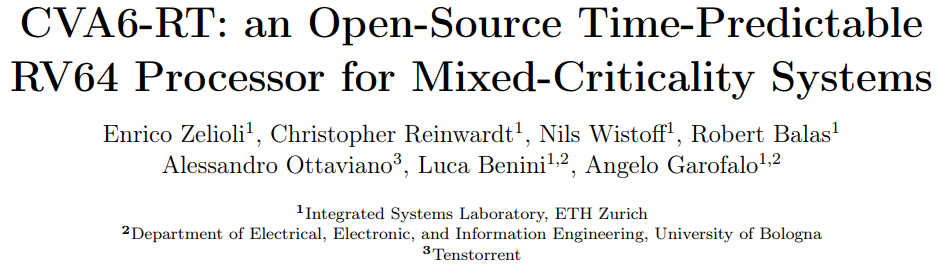 CVA6-RT: an Open-Source Time-Predictable
RV64 Processor for Mixed-Criticality Systems
Enrico Zelioli¹, Christopher Reinwardt¹, Nils Wistoff¹, Robert Balas¹
Alessandro Ottaviano³, Luca Benini¹,², Angelo Garofalo¹,²
¹Integrated Systems Laboratory, ETH Zurich
²Department of Electrical, Electronic, and Information Engineering, University of Bologna
³Tenstorrent